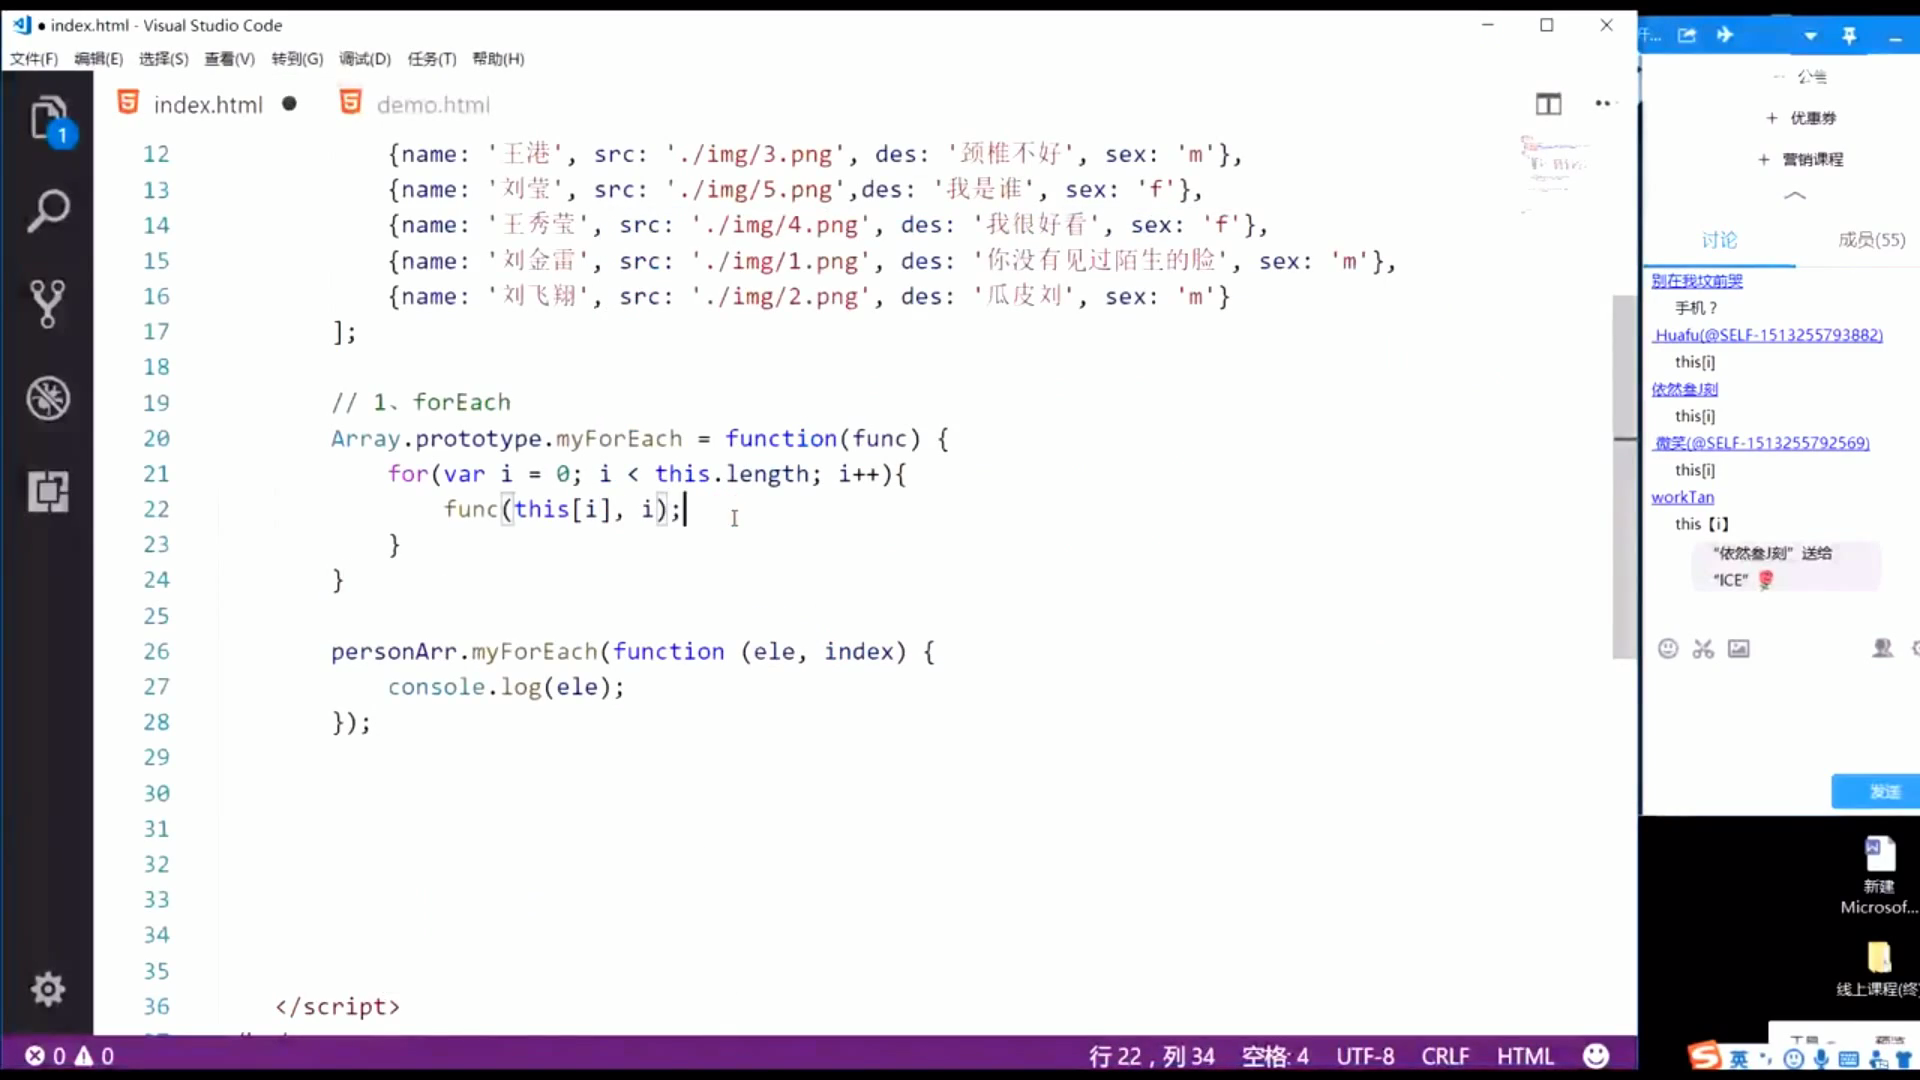 ● index.html - Visual Studio Code
文件(F) 编辑(E) 选择(S) 查看(V) 转到(G) 调试(D) 任务(T) 帮助(H)
index.html ● demo.html
1
12 {name: '王港', src: './img/3.png', des: '颈椎不好', sex: 'm'},
13 {name: '刘莹', src: './img/5.png',des: '我是谁', sex: 'f'},
14 {name: '王秀莹', src: './img/4.png', des: '我很好看', sex: 'f'},
15 {name: '刘金雷', src: './img/1.png', des: '你没有见过陌生的脸', sex: 'm'},
16 {name: '刘飞翔', src: './img/2.png', des: '瓜皮刘', sex: 'm'}
17 ];
18
19 // 1、forEach
20 Array.prototype.myForEach = function(func) {
21 for(var i = 0; i < this.length; i++){
22 func(this[i], i);
23 }
24 }
25
26 personArr.myForEach(function (ele, index) {
27 console.log(ele);
28 });
29
30
31
32
33
34
35
36 </script>
0 0
行 22，列 34 空格: 4 UTF-8 CRLF HTML
公告
+ 优惠券
+ 营销课程
讨论 成员(55)
别在我坟前哭
手机？
Huafu(@SELF-1513255793882)
this[i]
依然叁J刻
this[i]
微笑(@SELF-1513255792569)
this[i]
workTan
this【i】
“依然叁J刻” 送给
“ICE”
发送
新建
Microsof...
线上课程(终
英